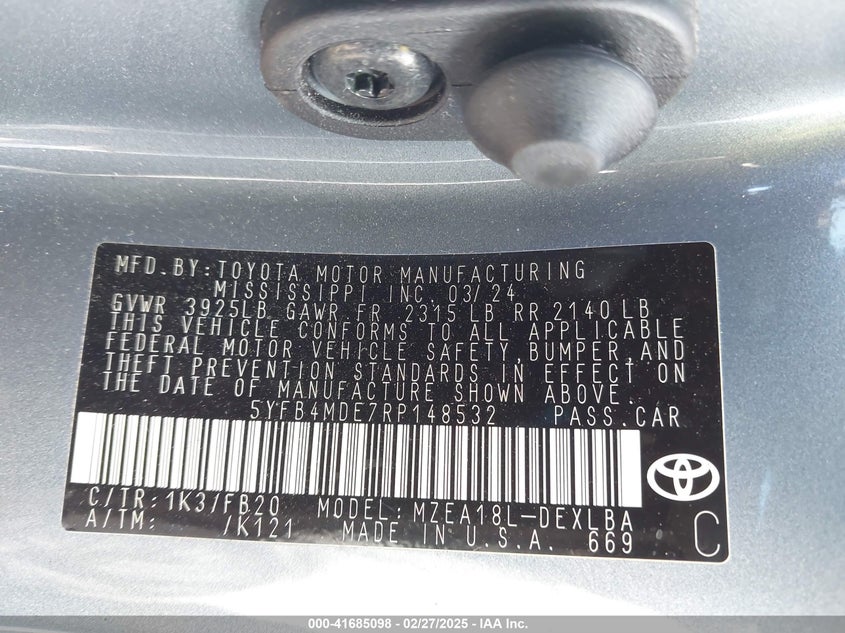 MFD.BY:TOYOTA MOTOR MANUFACTURING
MISSISSIPPI INC. 03/24
GVWR 3925LB GAWR FR 2315 LB RR 2140 LB
THIS VEHICLE CONFORMS TO ALL APPLICABLE
FEDERAL MOTOR VEHICLE SAFETY,BUMPER,AND
THEFT PREVENTION STANDARDS IN EFFECT ON
THE DATE OF MANUFACTURE SHOWN ABOVE.
5YFB4MDE7RP148532 PASS.CAR
C/TR:1K3/FB20 MODEL:MZEA18L-DEXLBA
A/TM: /K121 MADE IN U.S.A. 669 C
000-41685098 - 02/27/2025 - IAA Inc.